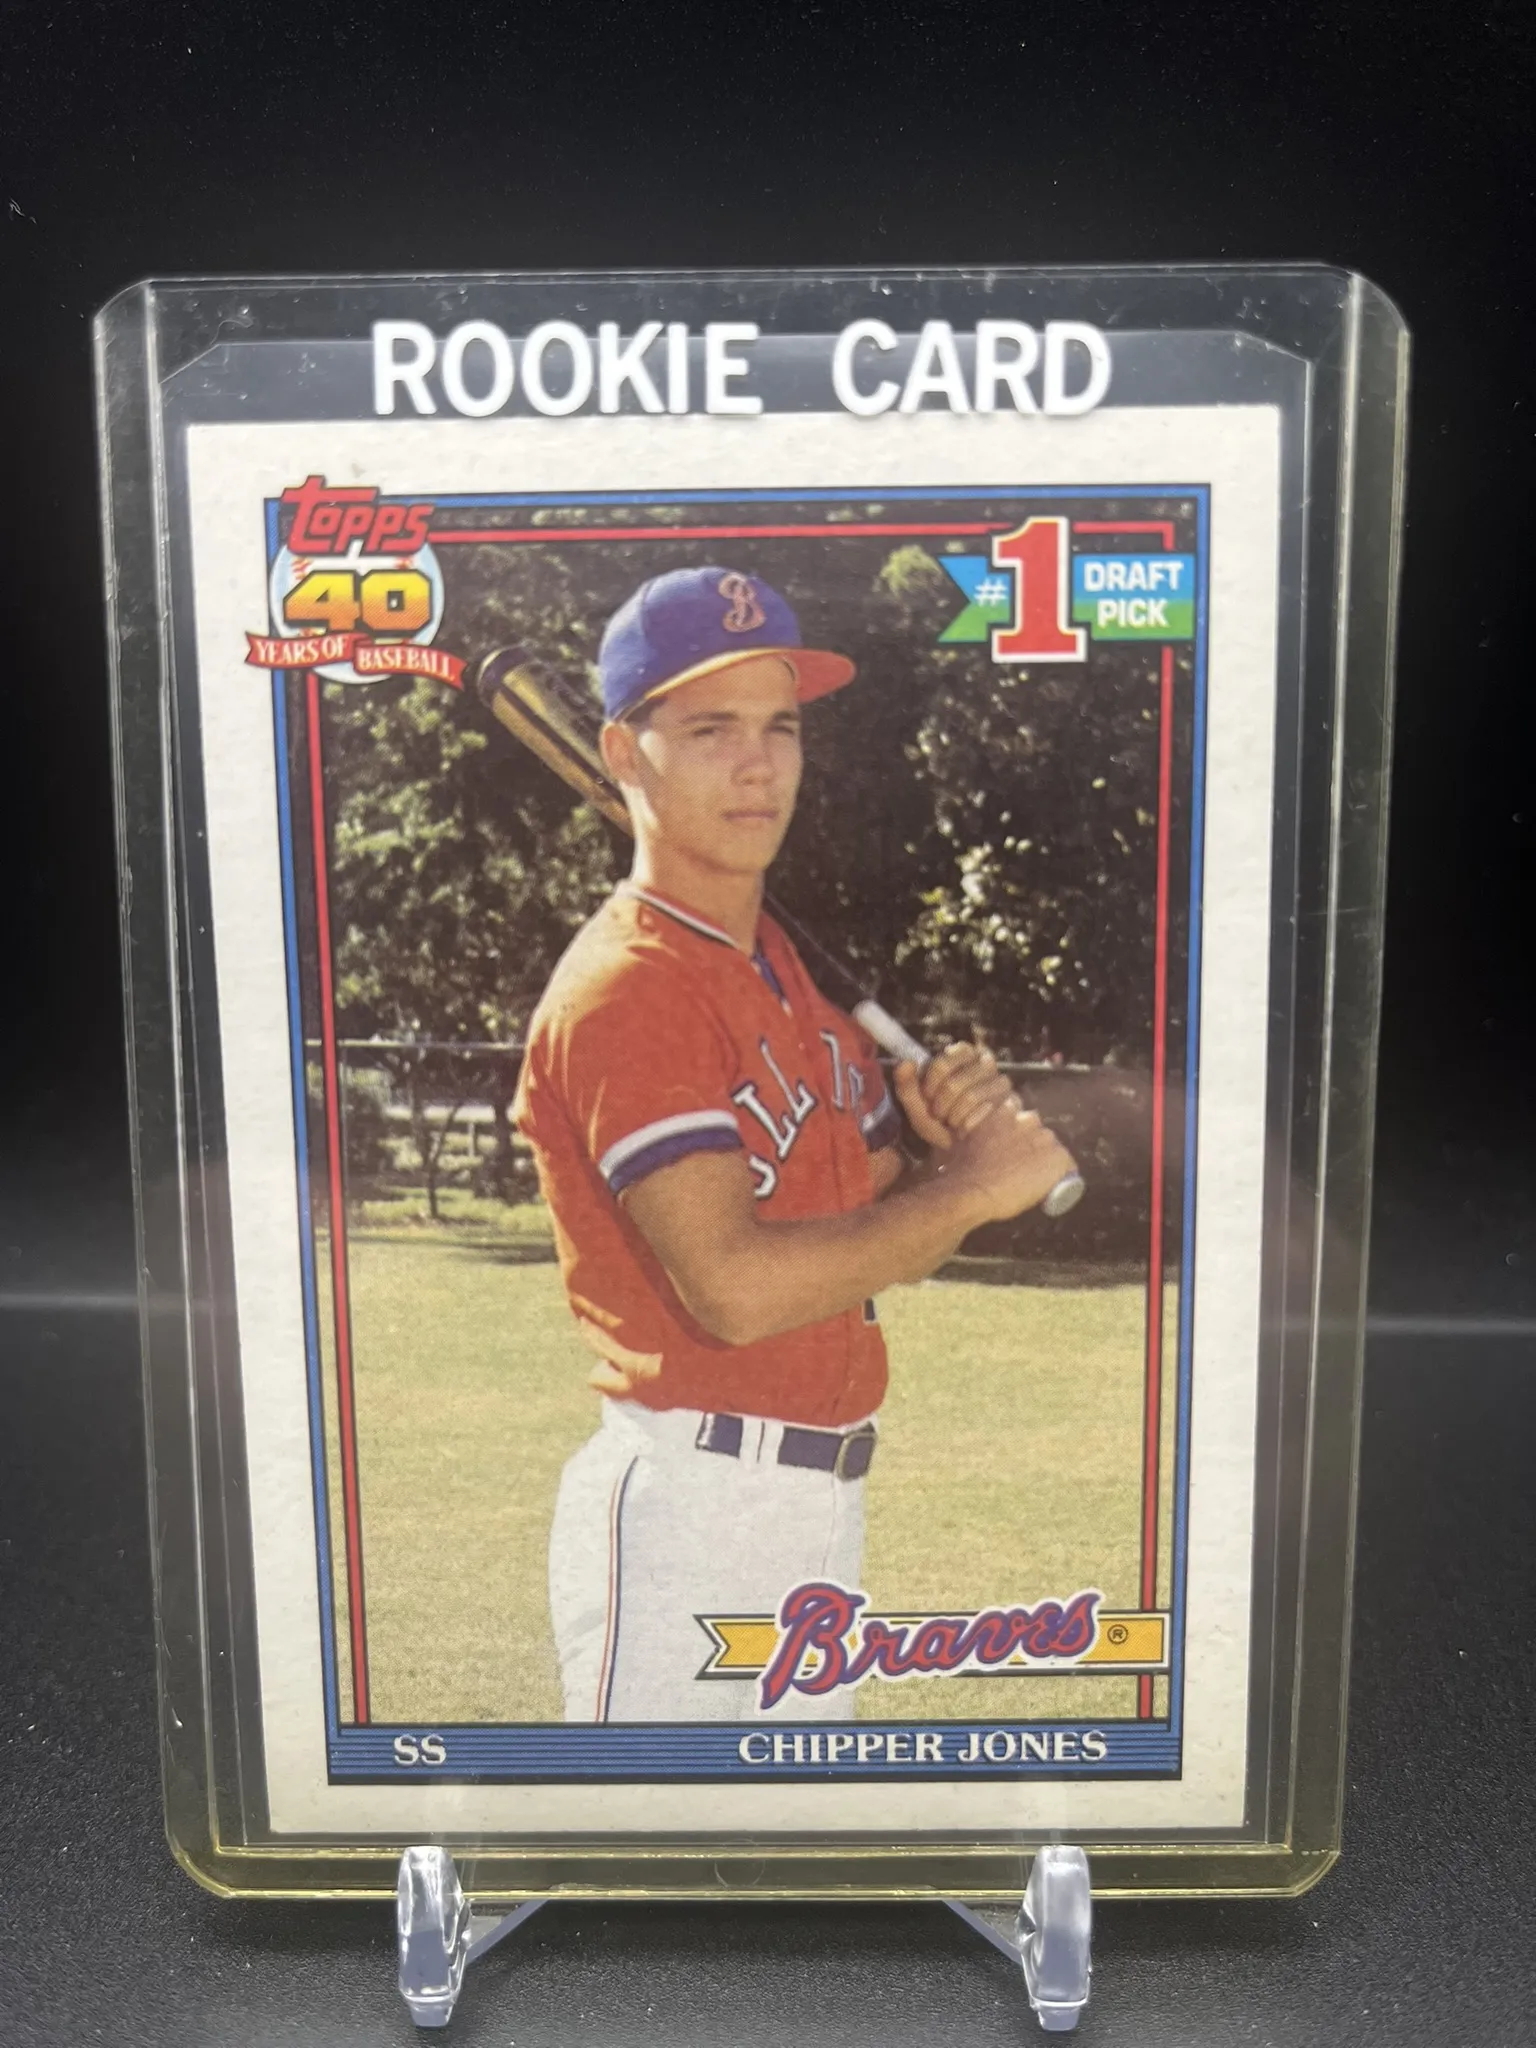 ROOKIE CARD
topps
40
YEARS OF BASEBALL
#1 DRAFT PICK
B
Braves®
SS CHIPPER JONES